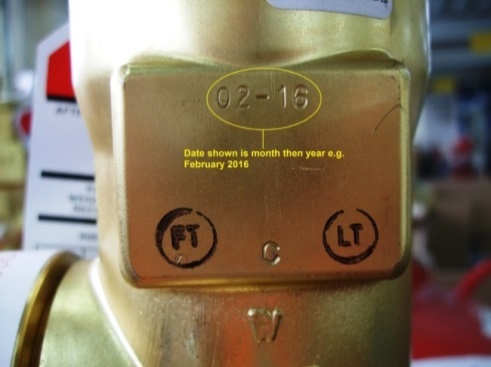 02-16
Date shown is month then year e.g.
February 2016
FT
C
LT